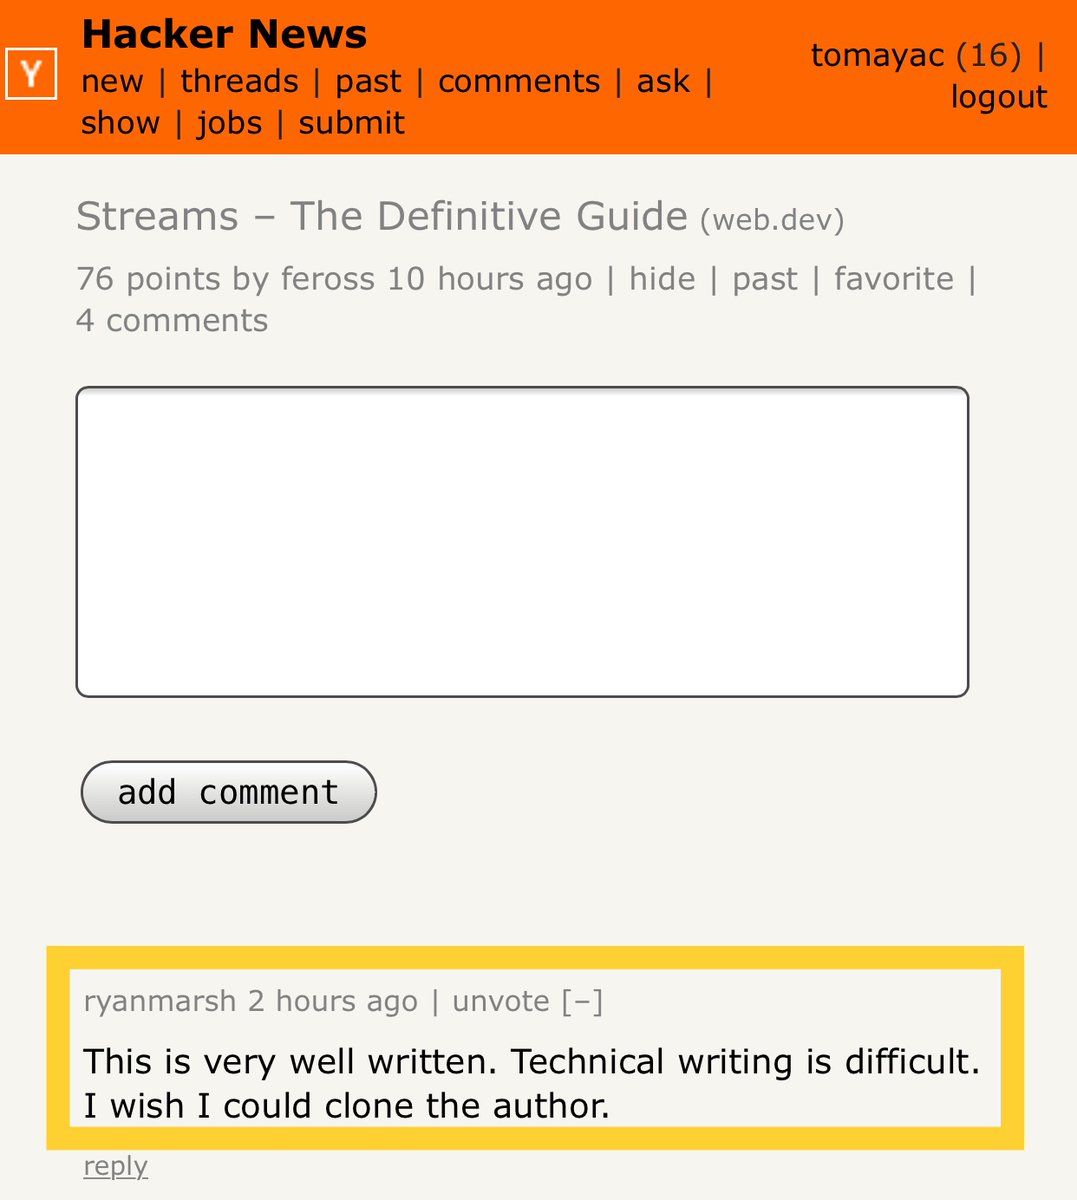 Hacker News
Y
new | threads | past | comments | ask |
show | jobs | submit
tomayac (16) |
logout
Streams – The Definitive Guide (web.dev)
76 points by feross 10 hours ago | hide | past | favorite |
4 comments
add comment
ryanmarsh 2 hours ago | unvote [–]
This is very well written. Technical writing is difficult.
I wish I could clone the author.
reply